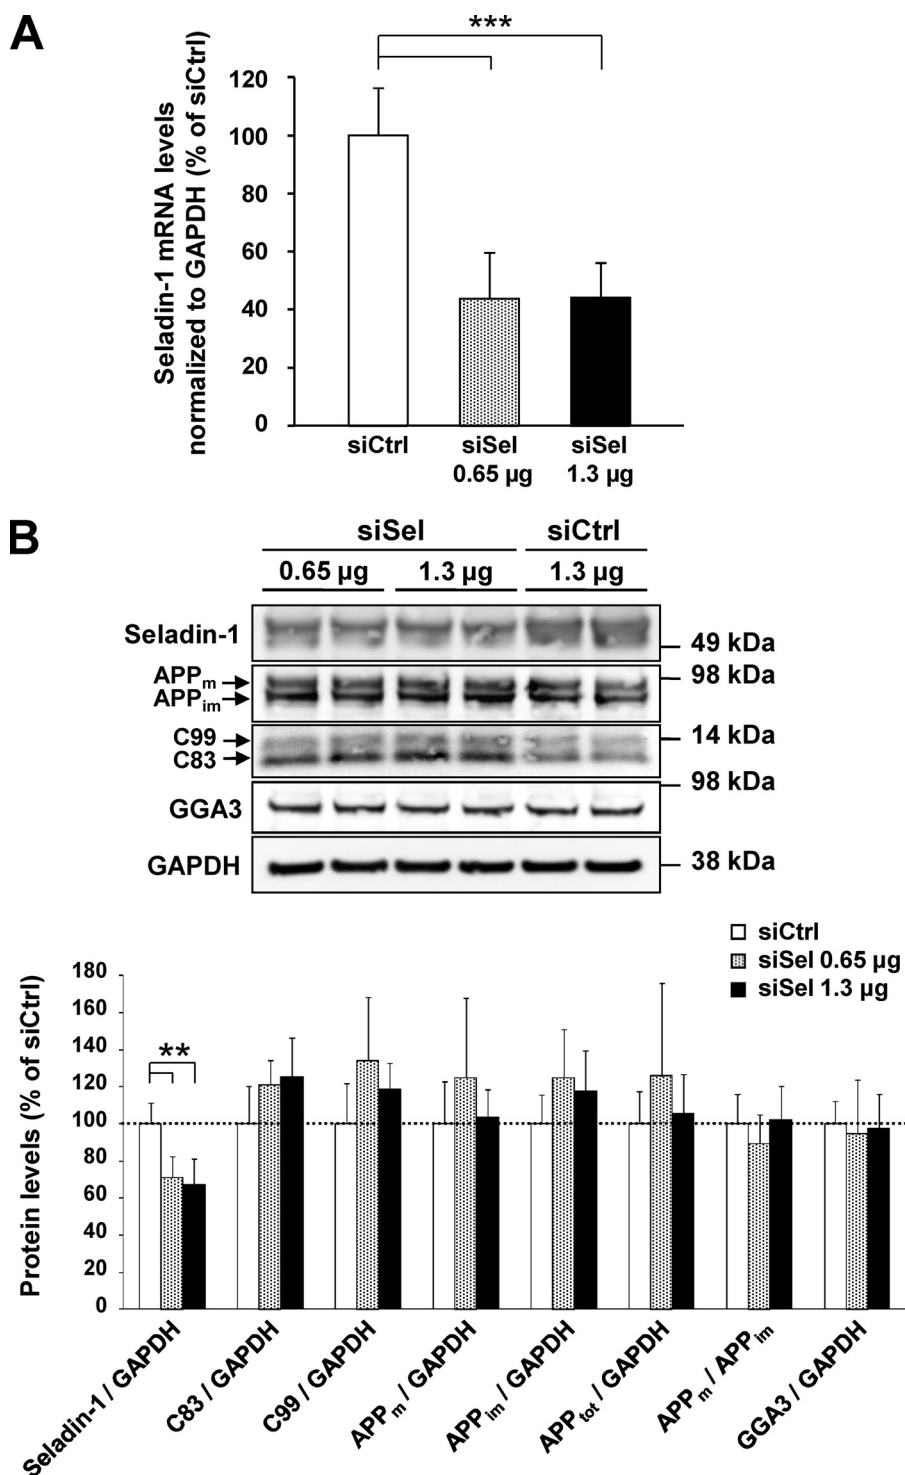 A
***
Seladin-1 mRNA levels
normalized to GAPDH (% of siCtrl)
120
100
80
60
40
20
0
siCtrl
siSel
0.65 µg
siSel
1.3 µg
B
siSel
siCtrl
0.65 µg
1.3 µg
1.3 µg
Seladin-1
49 kDa
APPm
98 kDa
APPim
C99
14 kDa
C83
98 kDa
GGA3
GAPDH
38 kDa
siCtrl
siSel 0.65 µg
siSel 1.3 µg
Protein levels (% of siCtrl)
180
160
140
120
100
80
60
40
20
0
**
Seladin-1 / GAPDH
C83 / GAPDH
C99 / GAPDH
APPm / GAPDH
APPim / GAPDH
APPtot / GAPDH
APPm / APPim
GGA3 / GAPDH